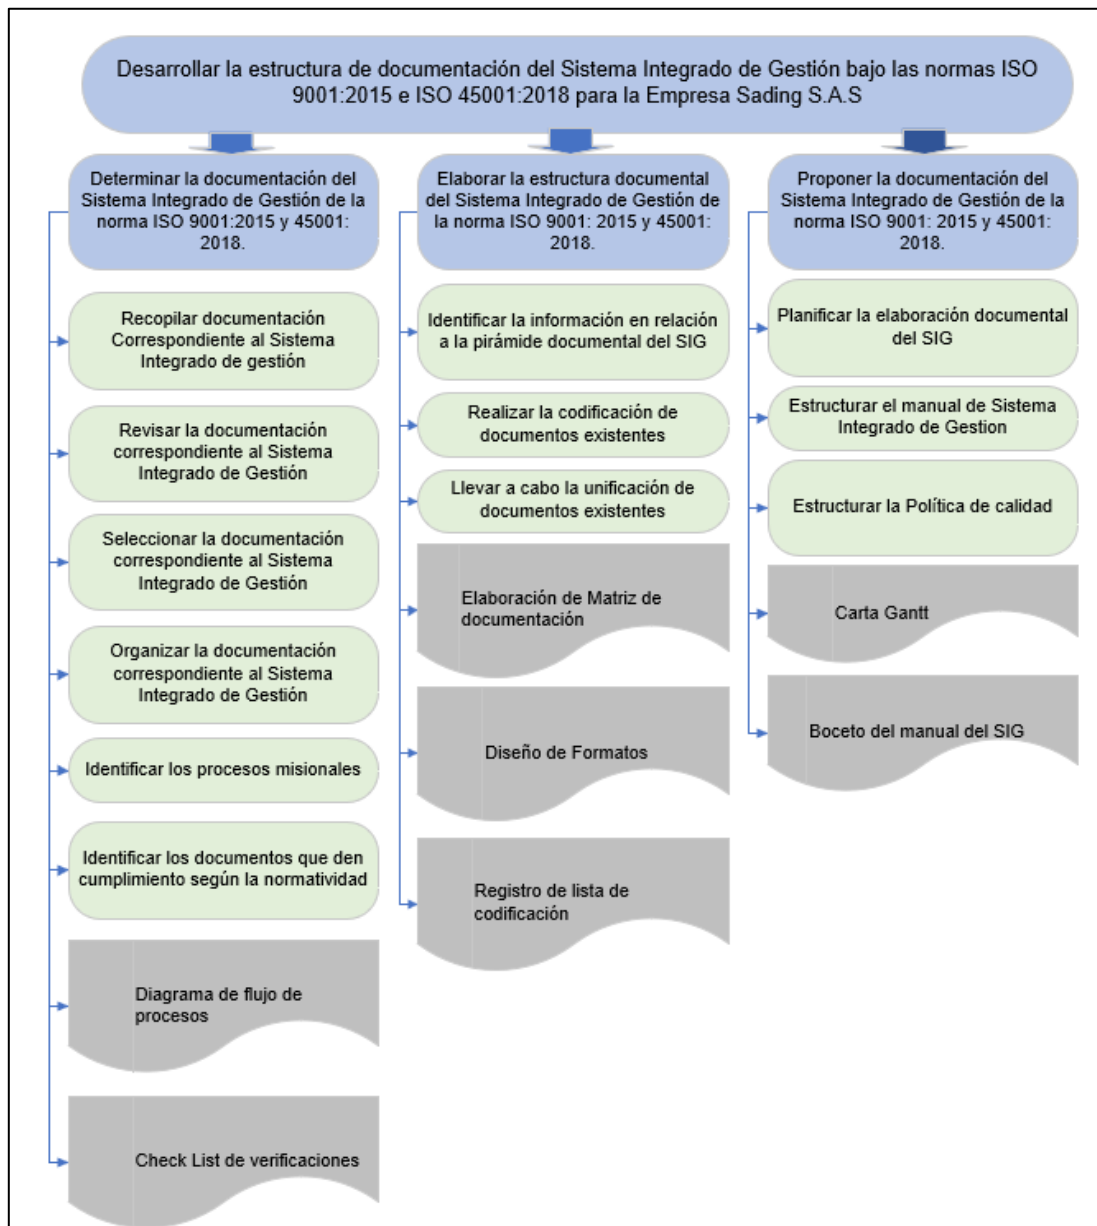 Desarrollar la estructura de documentación del Sistema Integrado de Gestión bajo las normas ISO
9001:2015 e ISO 45001:2018 para la Empresa Sading S.A.S
Determinar la documentación del
Sistema Integrado de Gestión de la
norma ISO 9001:2015 y 45001:
2018.
Recopilar documentación
Correspondiente al Sistema
Integrado de gestión
Revisar la documentación
correspondiente al Sistema
Integrado de Gestión
Seleccionar la documentación
correspondiente al Sistema
Integrado de Gestión
Organizar la documentación
correspondiente al Sistema
Integrado de Gestión
Identificar los procesos misionales
Identificar los documentos que den
cumplimiento según la normatividad
Diagrama de flujo de
procesos
Check List de verificaciones
Elaborar la estructura documental
del Sistema Integrado de Gestión de
la norma ISO 9001: 2015 y 45001:
2018.
Identificar la información en relación
a la pirámide documental del SIG
Realizar la codificación de
documentos existentes
Llevar a cabo la unificación de
documentos existentes
Elaboración de Matriz de
documentación
Diseño de Formatos
Registro de lista de
codificación
Proponer la documentación del
Sistema Integrado de Gestión de la
norma ISO 9001: 2015 y 45001:
2018.
Planificar la elaboración documental
del SIG
Estructurar el manual de Sistema
Integrado de Gestion
Estructurar la Política de calidad
Carta Gantt
Boceto del manual del SIG